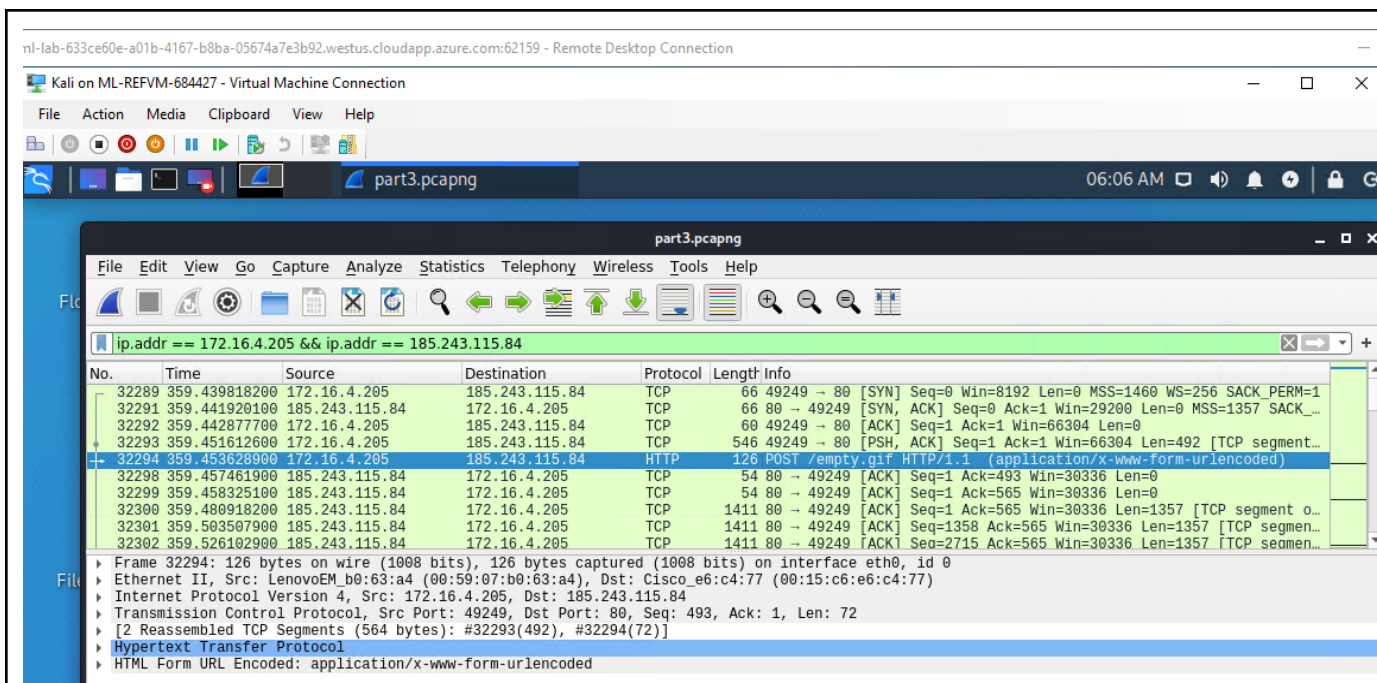 ml-lab-633ce60e-a01b-4167-b8ba-05674a7e3b92.westus.cloudapp.azure.com:62159 - Remote Desktop Connection
Kali on ML-REFVM-684427 - Virtual Machine Connection
File Action Media Clipboard View Help
part3.pcapng 06:06 AM
part3.pcapng
File Edit View Go Capture Analyze Statistics Telephony Wireless Tools Help
ip.addr == 172.16.4.205 && ip.addr == 185.243.115.84
No. Time Source Destination Protocol Length Info
32289 359.439818200 172.16.4.205 185.243.115.84 TCP 66 49249 → 80 [SYN] Seq=0 Win=8192 Len=0 MSS=1460 WS=256 SACK_PERM=1
32291 359.441920100 185.243.115.84 172.16.4.205 TCP 66 80 → 49249 [SYN, ACK] Seq=0 Ack=1 Win=29200 Len=0 MSS=1357 SACK_…
32292 359.442877700 172.16.4.205 185.243.115.84 TCP 60 49249 → 80 [ACK] Seq=1 Ack=1 Win=66304 Len=0
32293 359.451612600 172.16.4.205 185.243.115.84 TCP 546 49249 → 80 [PSH, ACK] Seq=1 Ack=1 Win=66304 Len=492 [TCP segment…
32294 359.453628900 172.16.4.205 185.243.115.84 HTTP 126 POST /empty.gif HTTP/1.1 (application/x-www-form-urlencoded)
32298 359.457461900 185.243.115.84 172.16.4.205 TCP 54 80 → 49249 [ACK] Seq=1 Ack=493 Win=30336 Len=0
32299 359.458325100 185.243.115.84 172.16.4.205 TCP 54 80 → 49249 [ACK] Seq=1 Ack=565 Win=30336 Len=0
32300 359.480918200 185.243.115.84 172.16.4.205 TCP 1411 80 → 49249 [ACK] Seq=1 Ack=565 Win=30336 Len=1357 [TCP segment o…
32301 359.503507900 185.243.115.84 172.16.4.205 TCP 1411 80 → 49249 [ACK] Seq=1358 Ack=565 Win=30336 Len=1357 [TCP segmen…
32302 359.526102900 185.243.115.84 172.16.4.205 TCP 1411 80 → 49249 [ACK] Seq=2715 Ack=565 Win=30336 Len=1357 [TCP segmen…
Frame 32294: 126 bytes on wire (1008 bits), 126 bytes captured (1008 bits) on interface eth0, id 0
File Ethernet II, Src: LenovoEM_b0:63:a4 (00:59:07:b0:63:a4), Dst: Cisco_e6:c4:77 (00:15:c6:e6:c4:77)
Internet Protocol Version 4, Src: 172.16.4.205, Dst: 185.243.115.84
Transmission Control Protocol, Src Port: 49249, Dst Port: 80, Seq: 493, Ack: 1, Len: 72
[2 Reassembled TCP Segments (564 bytes): #32293(492), #32294(72)]
Hypertext Transfer Protocol
HTML Form URL Encoded: application/x-www-form-urlencoded